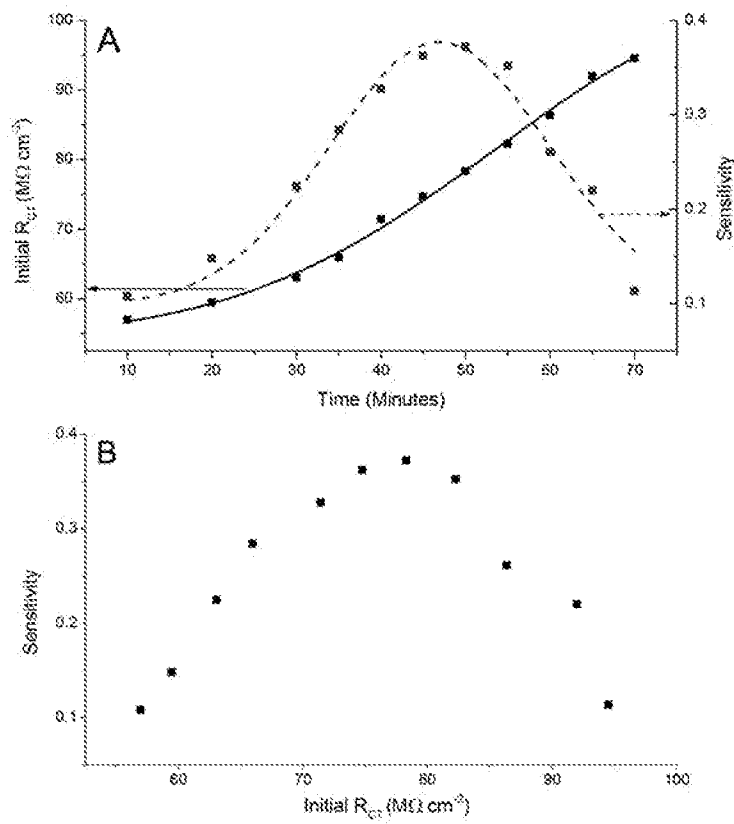 A
100
90
80
70
60
Initial R_CT (MΩ cm⁻²)
0.4
0.3
0.2
0.1
Sensitivity
10 20 30 40 50 60 70
Time (Minutes)
B
0.4
0.3
0.2
0.1
Sensitivity
60 70 80 90 100
Initial R_CT (MΩ cm⁻²)